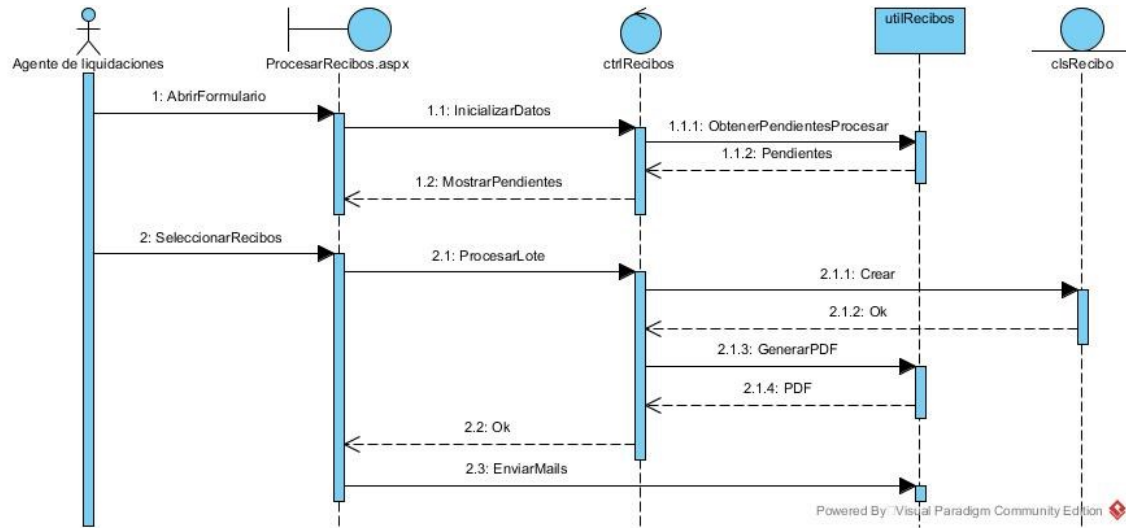 utilRecibos
Agente de liquidaciones
ProcesarRecibos.aspx
ctrlRecibos
clsRecibo
1: AbrirFormulario
1.1: InicializarDatos
1.1.1: ObtenerPendientesProcesar
1.1.2: Pendientes
1.2: MostrarPendientes
2: SeleccionarRecibos
2.1: ProcesarLote
2.1.1: Crear
2.1.2: Ok
2.1.3: GenerarPDF
2.1.4: PDF
2.2: Ok
2.3: EnviarMails
Powered By Visual Paradigm Community Edition